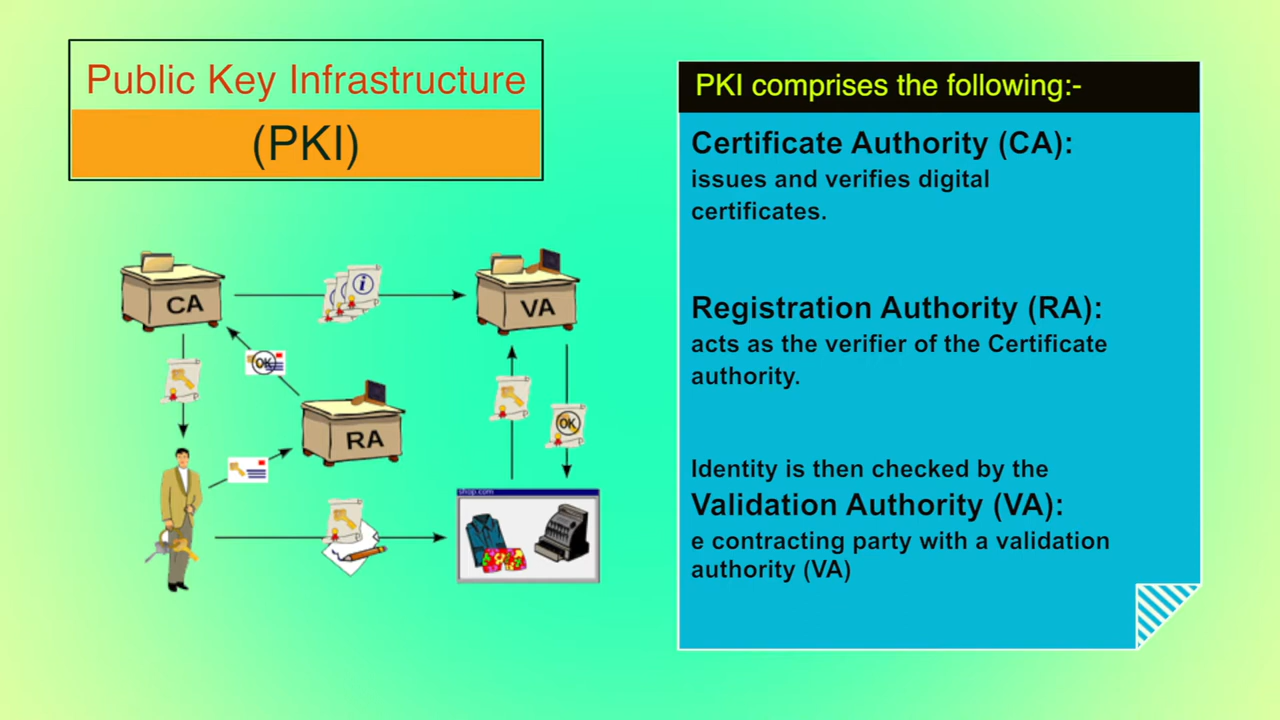 Public Key Infrastructure
(PKI)
CA
VA
OK
RA
OK
shop.com
PKI comprises the following:-
Certificate Authority (CA):
issues and verifies digital
certificates.
Registration Authority (RA):
acts as the verifier of the Certificate
authority.
Identity is then checked by the
Validation Authority (VA):
e contracting party with a validation
authority (VA)